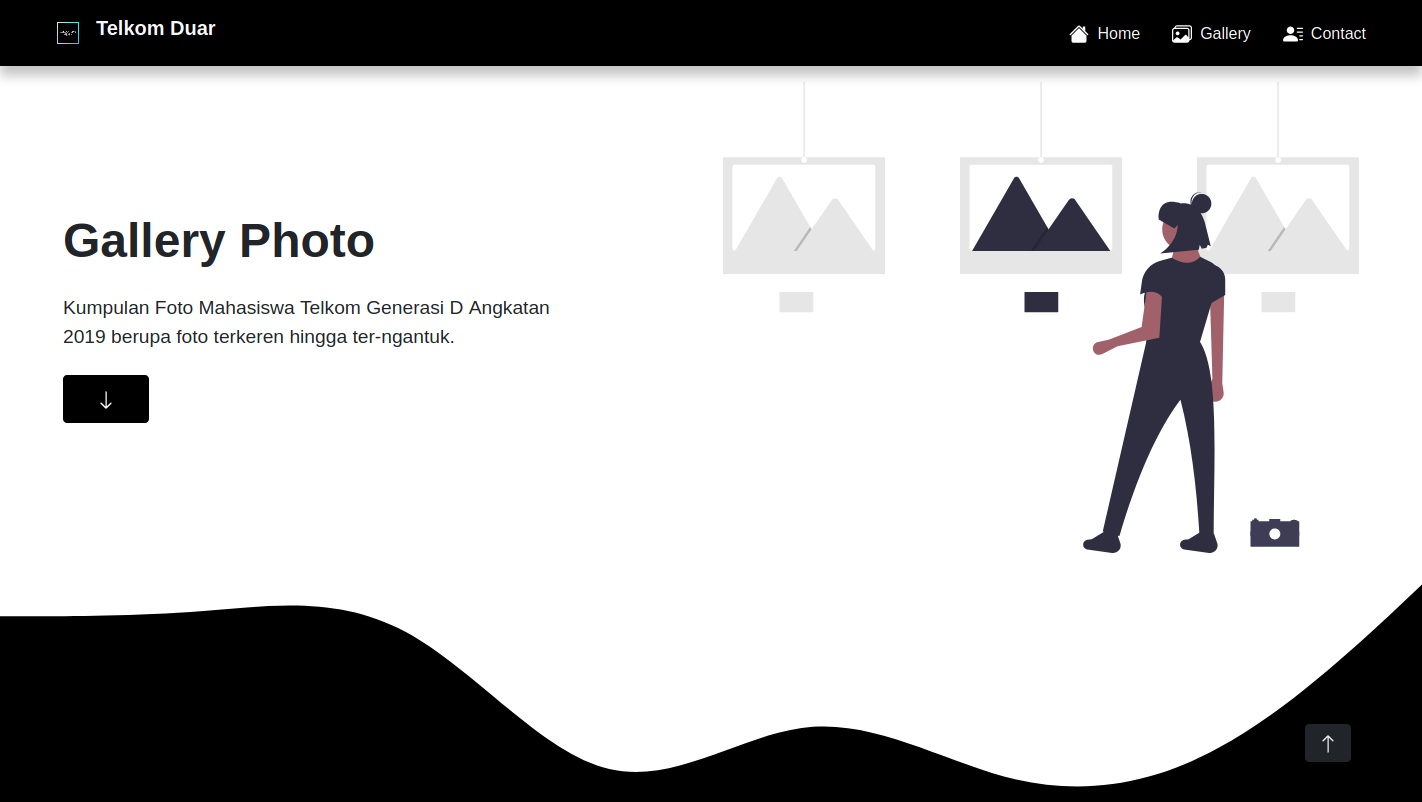 Telkom Duar
Home
Gallery
Contact
Gallery Photo
Kumpulan Foto Mahasiswa Telkom Generasi D Angkatan
2019 berupa foto terkeren hingga ter-ngantuk.